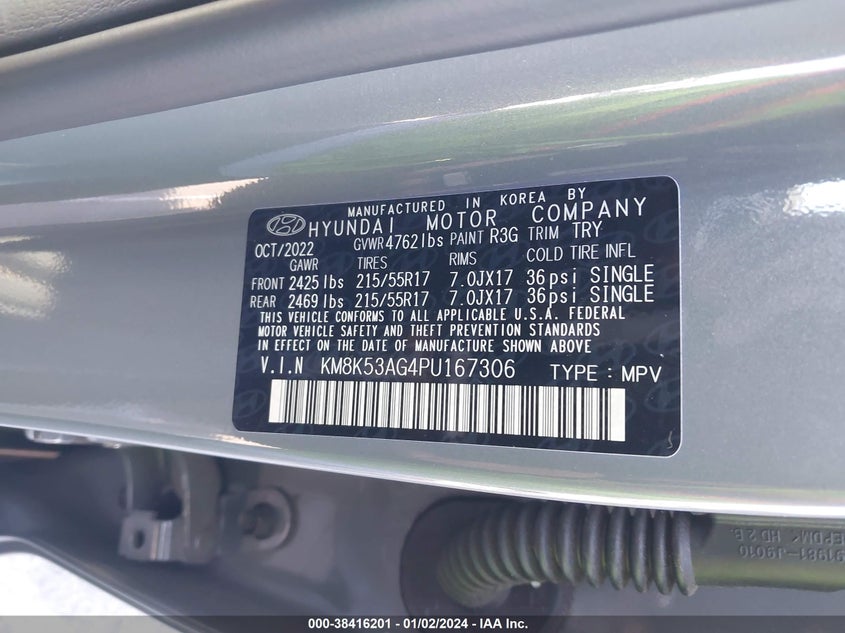 MANUFACTURED IN KOREA BY
HYUNDAI MOTOR COMPANY
OCT/2022 GVWR4762lbs PAINT R3G TRIM TRY
GAWR TIRES RIMS COLD TIRE INFL
FRONT 2425lbs 215/55R17 7.0JX17 36psi SINGLE
REAR 2469lbs 215/55R17 7.0JX17 36psi SINGLE
THIS VEHICLE CONFORMS TO ALL APPLICABLE U.S.A. FEDERAL
MOTOR VEHICLE SAFETY AND THEFT PREVENTION STANDARDS
IN EFFECT ON THE DATE OF MANUFACTURE SHOWN ABOVE
V.I.N KM8K53AG4PU167306 TYPE : MPV
91981-J9010
000-38416201 - 01/02/2024 - IAA Inc.